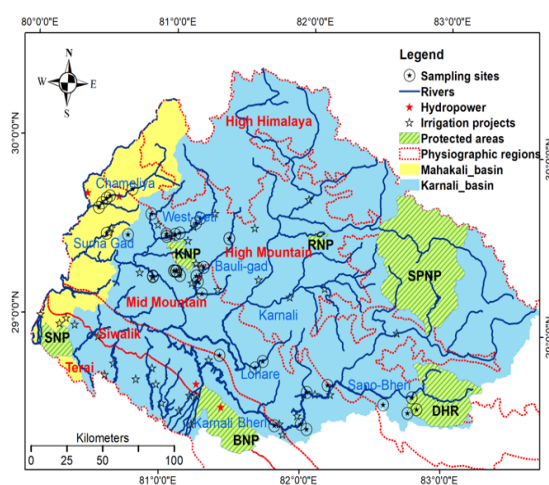 80°0'0"E 81°0'0"E 82°0'0"E 83°0'0"E
N
W E
S
Legend
Sampling sites
Rivers
Hydropower
Irrigation projects
Protected areas
Physiographic regions
Mahakali_basin
Karnali_basin
High Himalaya
30°0'0"N
Chameliya
West Seti
Surna Gad
KNP
High Mountain
RNP
Bauli-gad
SPNP
Mid Mountain
Karnali
29°0'0"N
SNP
Siwalik
Terai
Lohare
Sano-Bheri
Karnali
Bheri
DHR
BNP
Kilometers
0 25 50 100
81°0'0"E 82°0'0"E 83°0'0"E